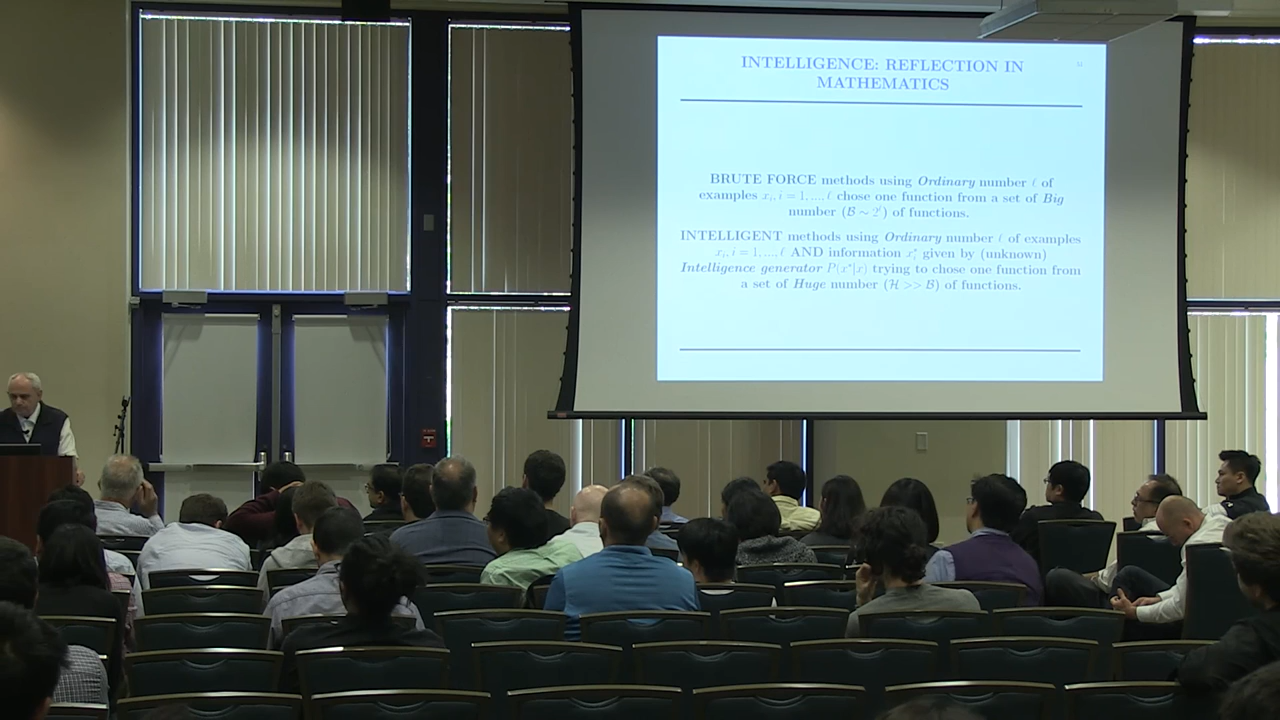 INTELLIGENCE: REFLECTION IN
MATHEMATICS
BRUTE FORCE methods using Ordinary number ℓ of
examples xᵢ, i = 1, ..., ℓ chose one function from a set of Big
number (ℬ ∼ 2^ℓ) of functions.
INTELLIGENT methods using Ordinary number ℓ of examples
xᵢ, i = 1, ..., ℓ AND information xᵢ* given by (unknown)
Intelligence generator P(x*|x) trying to chose one function from
a set of Huge number (ℋ >> ℬ) of functions.